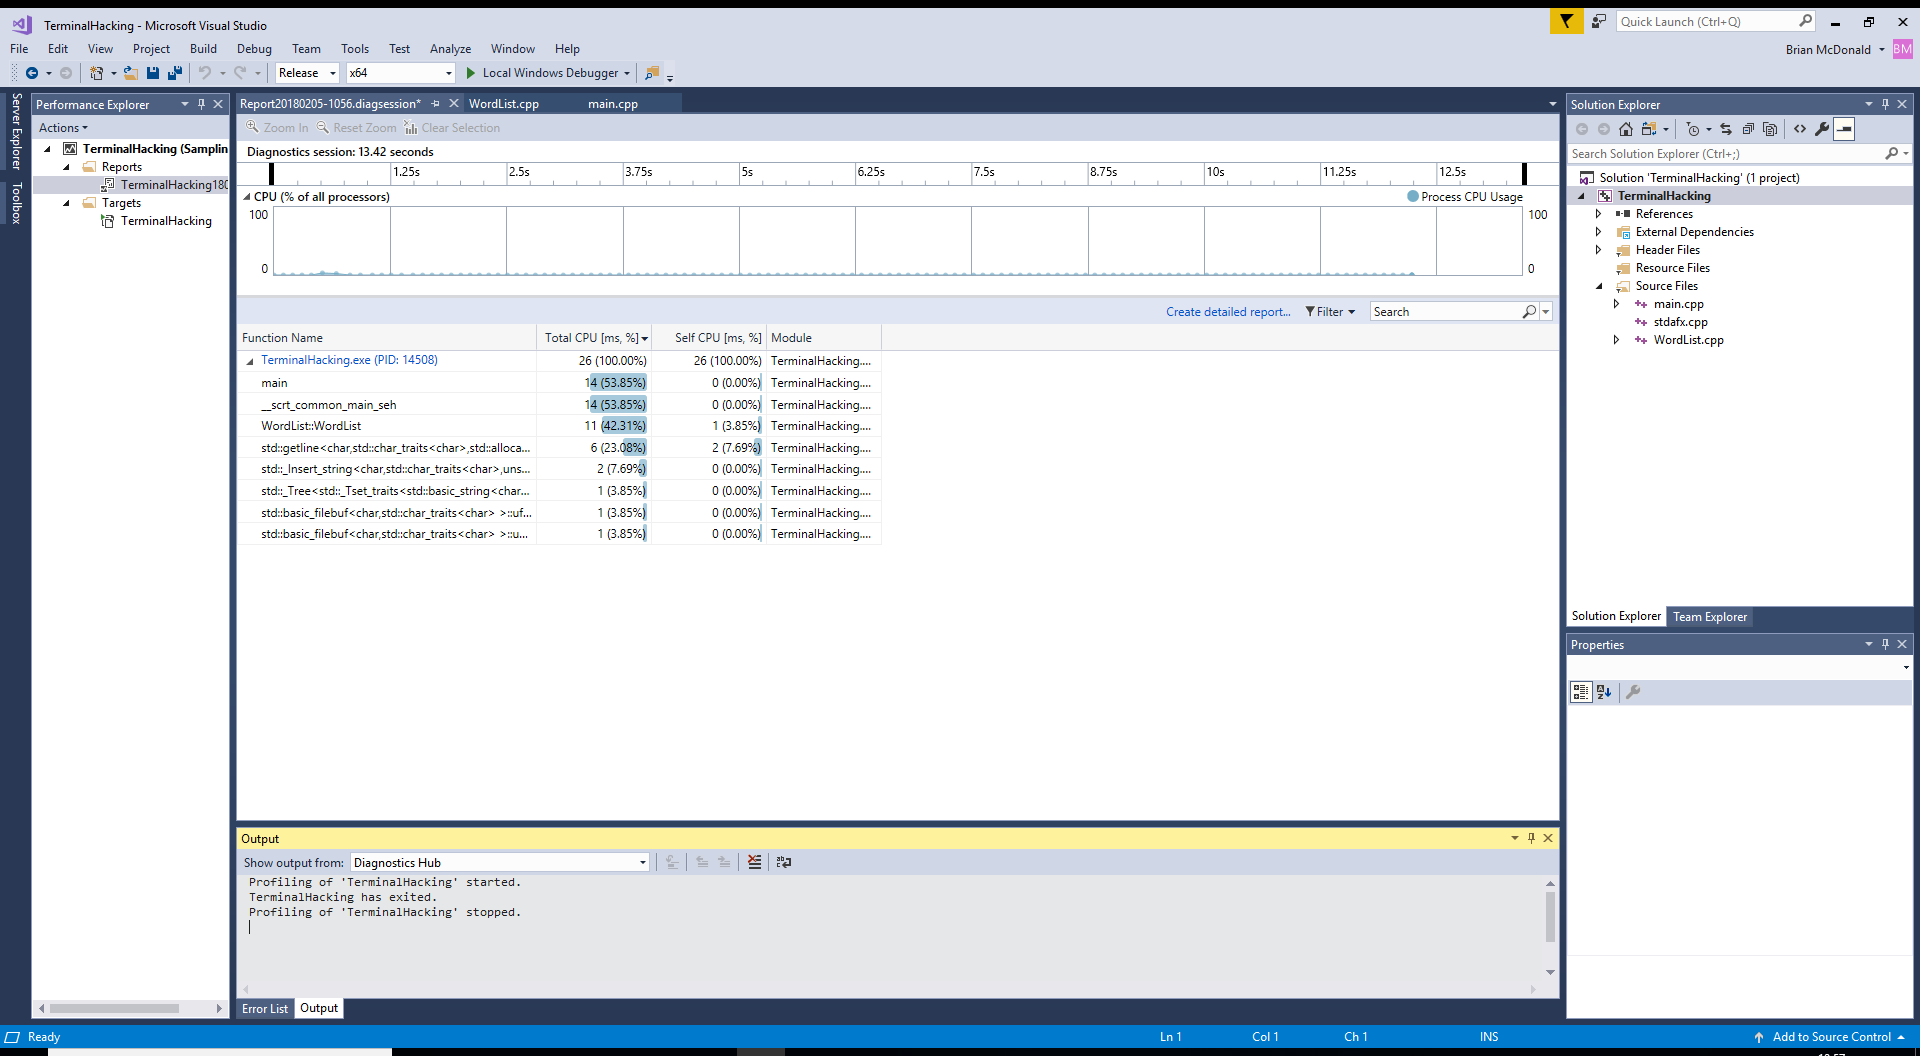 TerminalHacking - Microsoft Visual Studio
Quick Launch (Ctrl+Q)
File Edit View Project Build Debug Team Tools Test Analyze Window Help
Brian McDonald BM
Release x64 Local Windows Debugger
Server Explorer
Toolbox
Performance Explorer
Actions
TerminalHacking (Samplin
Reports
TerminalHacking180
Targets
TerminalHacking
Report20180205-1056.diagsession* WordList.cpp main.cpp
Zoom In Reset Zoom Clear Selection
Diagnostics session: 13.42 seconds
1.25s 2.5s 3.75s 5s 6.25s 7.5s 8.75s 10s 11.25s 12.5s
CPU (% of all processors) Process CPU Usage
100 100
0 0
Create detailed report... Filter Search
Function Name Total CPU [ms, %] Self CPU [ms, %] Module
TerminalHacking.exe (PID: 14508) 26 (100.00%) 26 (100.00%) TerminalHacking....
main 14 (53.85%) 0 (0.00%) TerminalHacking....
__scrt_common_main_seh 14 (53.85%) 0 (0.00%) TerminalHacking....
WordList::WordList 11 (42.31%) 1 (3.85%) TerminalHacking....
std::getline<char,std::char_traits<char>,std::alloca... 6 (23.08%) 2 (7.69%) TerminalHacking....
std::_Insert_string<char,std::char_traits<char>,uns... 2 (7.69%) 0 (0.00%) TerminalHacking....
std::_Tree<std::_Tset_traits<std::basic_string<char... 1 (3.85%) 0 (0.00%) TerminalHacking....
std::basic_filebuf<char,std::char_traits<char> >::uf... 1 (3.85%) 0 (0.00%) TerminalHacking....
std::basic_filebuf<char,std::char_traits<char> >::u... 1 (3.85%) 0 (0.00%) TerminalHacking....
Output
Show output from: Diagnostics Hub
Profiling of 'TerminalHacking' started.
TerminalHacking has exited.
Profiling of 'TerminalHacking' stopped.
Error List Output
Solution Explorer
Search Solution Explorer (Ctrl+;)
Solution 'TerminalHacking' (1 project)
TerminalHacking
References
External Dependencies
Header Files
Resource Files
Source Files
main.cpp
stdafx.cpp
WordList.cpp
Solution Explorer Team Explorer
Properties
Ready Ln 1 Col 1 Ch 1 INS Add to Source Control